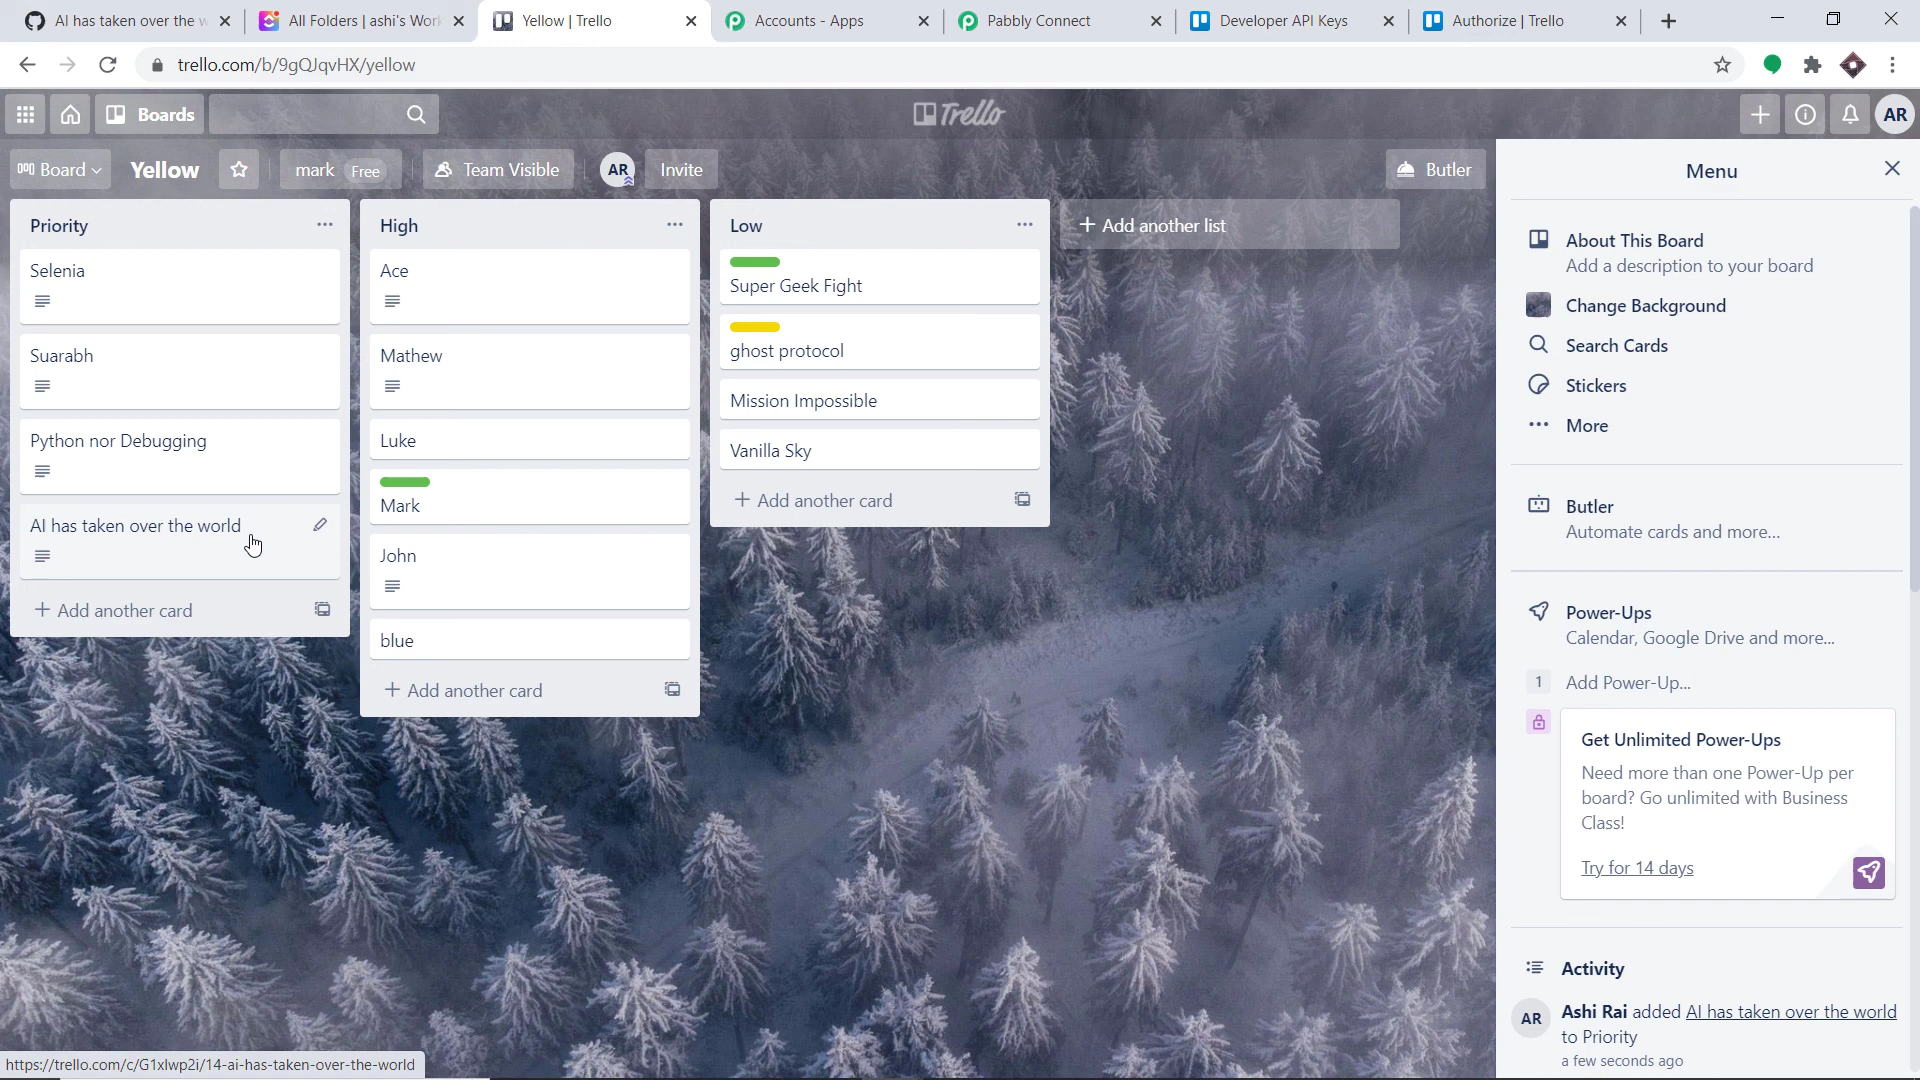 AI has taken over the w
All Folders | ashi's Work
Yellow | Trello
Accounts - Apps
Pabbly Connect
Developer API Keys
Authorize | Trello
trello.com/b/9gQJqvHX/yellow
Boards
Trello
AR
Board
Yellow
mark Free
Team Visible
AR
Invite
Butler
Priority
Selenia
Suarabh
Python nor Debugging
AI has taken over the world
+ Add another card
High
Ace
Mathew
Luke
Mark
John
blue
+ Add another card
Low
Super Geek Fight
ghost protocol
Mission Impossible
Vanilla Sky
+ Add another card
+ Add another list
Menu
About This Board
Add a description to your board
Change Background
Search Cards
Stickers
More
Butler
Automate cards and more...
Power-Ups
Calendar, Google Drive and more...
1 Add Power-Up...
Get Unlimited Power-Ups
Need more than one Power-Up per
board? Go unlimited with Business
Class!
Try for 14 days
Activity
AR
Ashi Rai added AI has taken over the world
to Priority
a few seconds ago
https://trello.com/c/G1xlwp2i/14-ai-has-taken-over-the-world